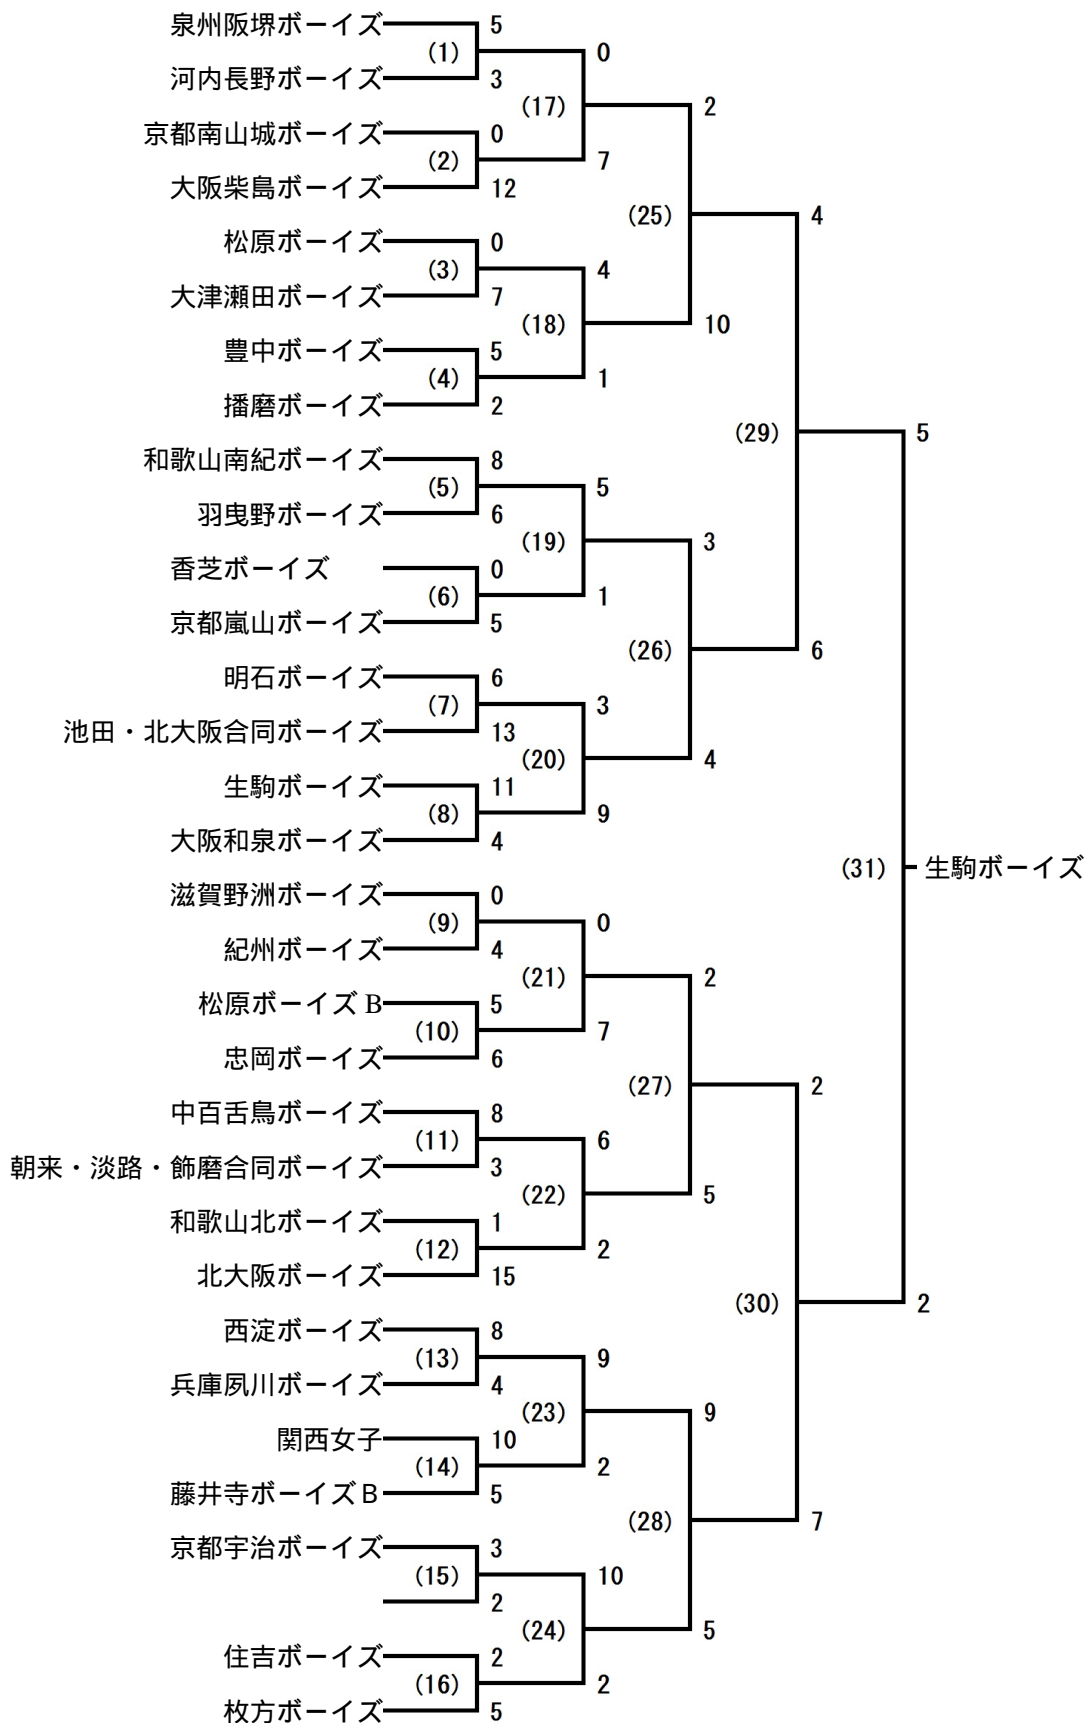 泉州阪堺ボーイズ 5
(1) 0
河内長野ボーイズ 3
(17) 2
京都南山城ボーイズ 0
(2) 7
大阪柴島ボーイズ 12
(25) 4
松原ボーイズ 0
(3) 4
大津瀬田ボーイズ 7
(18) 10
豊中ボーイズ 5
(4) 1
播磨ボーイズ 2
(29) 5
和歌山南紀ボーイズ 8
(5) 5
羽曳野ボーイズ 6
(19) 3
香芝ボーイズ 0
(6) 1
京都嵐山ボーイズ 5
(26) 6
明石ボーイズ 6
(7) 3
池田・北大阪合同ボーイズ 13
(20) 4
生駒ボーイズ 11
(8) 9
大阪和泉ボーイズ 4
(31) 生駒ボーイズ
滋賀野洲ボーイズ 0
(9) 0
紀州ボーイズ 4
(21) 2
松原ボーイズ B 5
(10) 7
忠岡ボーイズ 6
(27) 2
中百舌鳥ボーイズ 8
(11) 6
朝来・淡路・飾磨合同ボーイズ 3
(22) 5
和歌山北ボーイズ 1
(12) 2
北大阪ボーイズ 15
(30) 2
西淀ボーイズ 8
(13) 9
兵庫夙川ボーイズ 4
(23) 9
関西女子 10
(14) 2
藤井寺ボーイズB 5
(28) 7
京都宇治ボーイズ 3
(15) 10
2
(24) 5
住吉ボーイズ 2
(16) 2
枚方ボーイズ 5